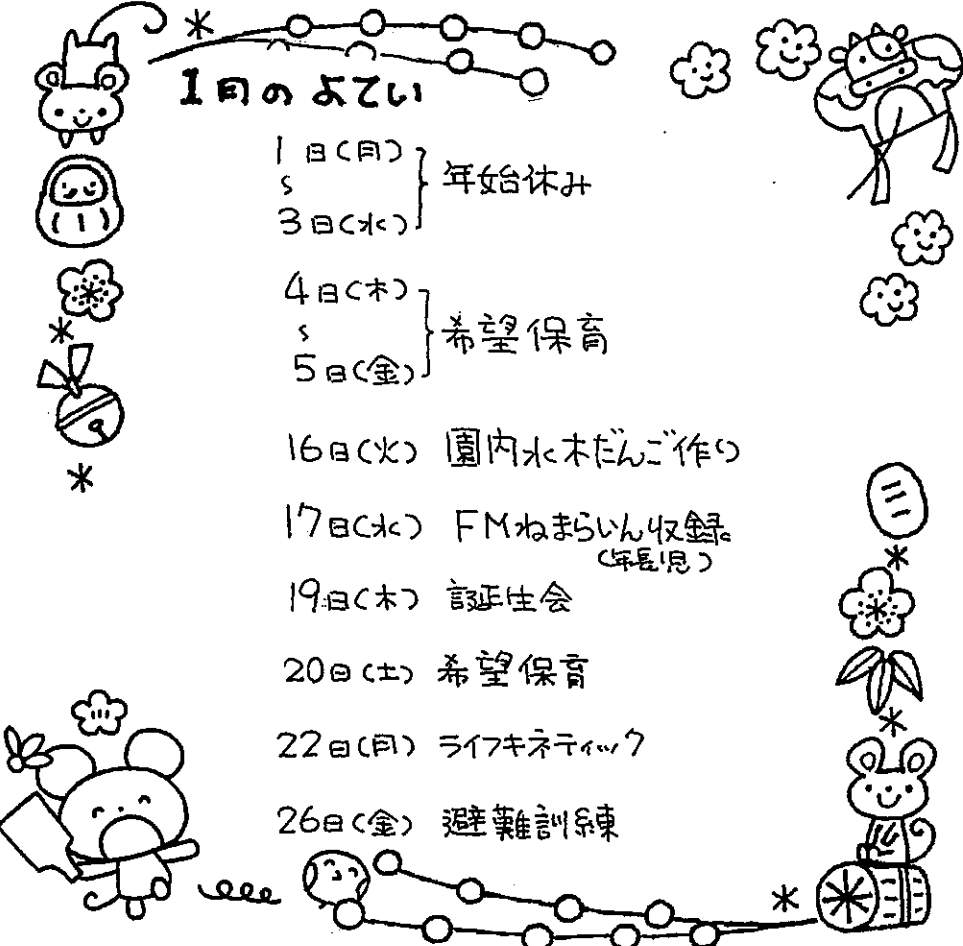 1月のよてい
1日(月)
〜
3日(水)
年始休み
4日(木)
〜
5日(金)
希望保育
16日(火) 園内水木だんご作り
17日(水) FMねまらいん収録
(年長児)
19日(木) 誕生会
20日(土) 希望保育
22日(月) ライフキネティック
26日(金) 避難訓練